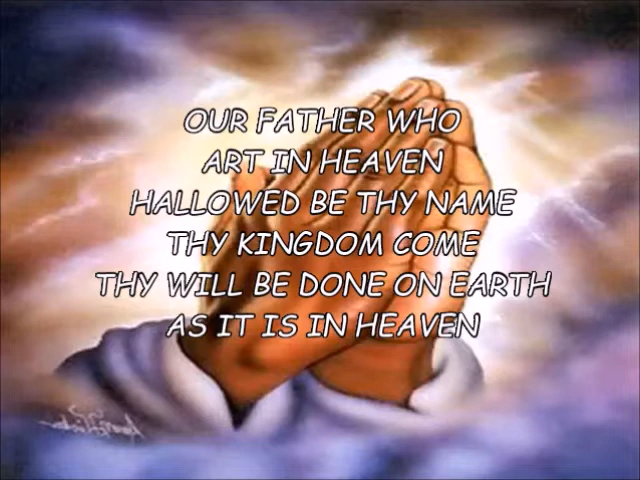 OUR FATHER WHO
ART IN HEAVEN
HALLOWED BE THY NAME
THY KINGDOM COME
THY WILL BE DONE ON EARTH
AS IT IS IN HEAVEN